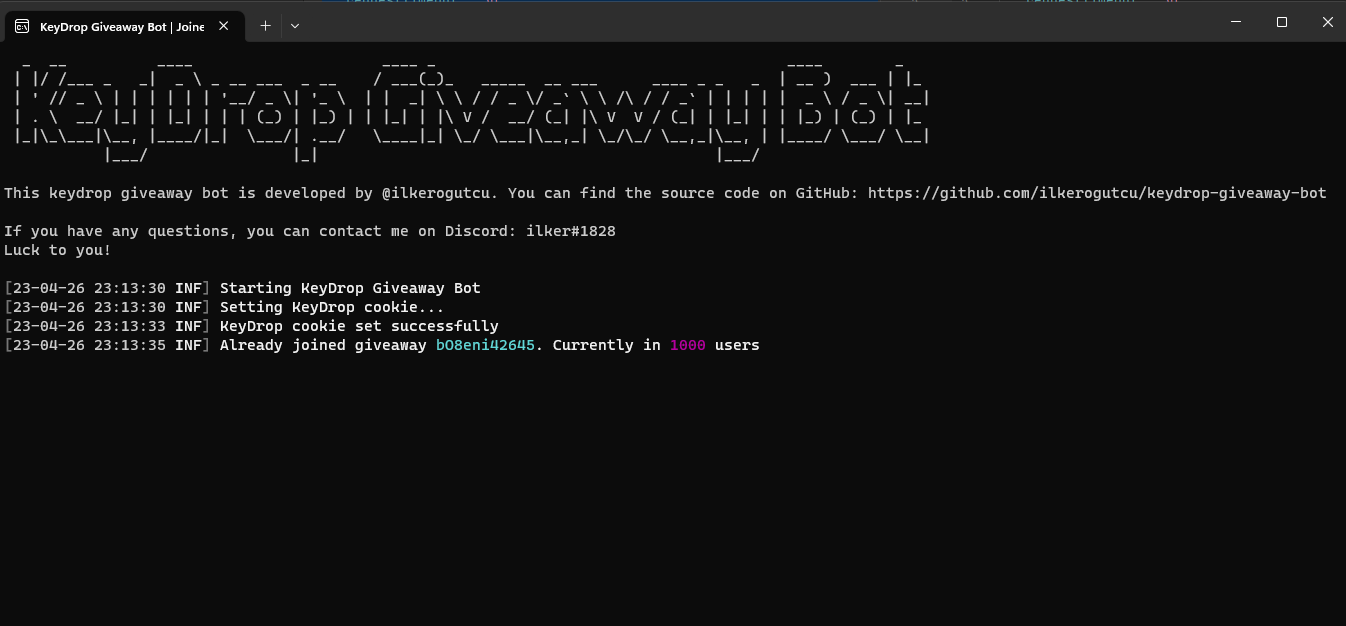 KeyDrop Giveaway Bot | Joine
KeyDrop Giveaway Bot
This keydrop giveaway bot is developed by @ilkerogutcu. You can find the source code on GitHub: https://github.com/ilkerogutcu/keydrop-giveaway-bot
If you have any questions, you can contact me on Discord: ilker#1828
Luck to you!
[23-04-26 23:13:30 INF] Starting KeyDrop Giveaway Bot
[23-04-26 23:13:30 INF] Setting KeyDrop cookie...
[23-04-26 23:13:33 INF] KeyDrop cookie set successfully
[23-04-26 23:13:35 INF] Already joined giveaway bO8eni42645. Currently in 1000 users